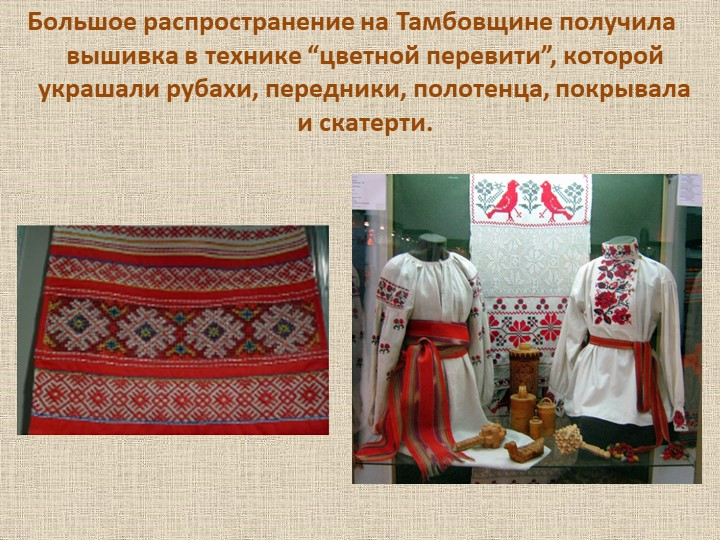 Большое распространение на Тамбовщине получила
вышивка в технике “цветной перевити”, которой
украшали рубахи, передники, полотенца, покрывала
и скатерти.